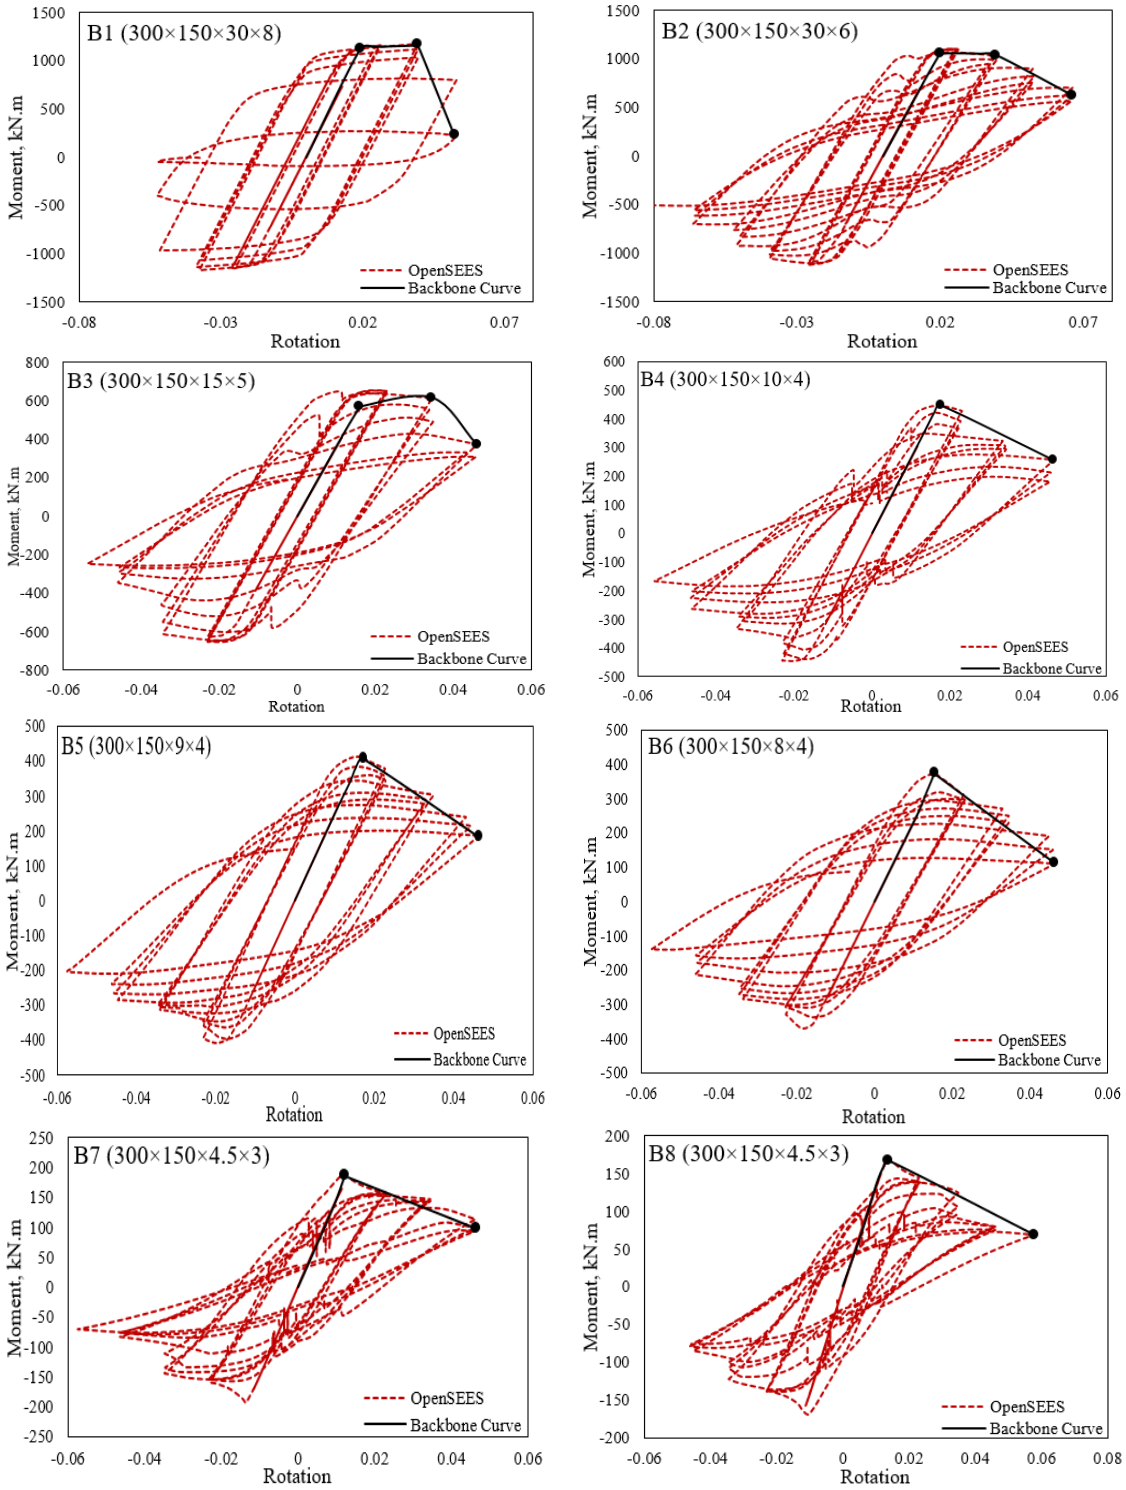 B1 (300×150×30×8)
Moment, kN.m
1500
1000
500
0
-500
-1000
-1500
-0.08 -0.03 0.02 0.07
Rotation
OpenSEES
Backbone Curve
B2 (300×150×30×6)
Moment, kN.m
1500
1000
500
0
-500
-1000
-1500
-0.08 -0.03 0.02 0.07
Rotation
OpenSEES
Backbone Curve
B3 (300×150×15×5)
Moment, kN.m
800
600
400
200
0
-200
-400
-600
-800
-0.06 -0.04 -0.02 0 0.02 0.04 0.06
Rotation
OpenSEES
Backbone Curve
B4 (300×150×10×4)
Moment, kN.m
600
500
400
300
200
100
0
-100
-200
-300
-400
-500
-0.06 -0.04 -0.02 0 0.02 0.04 0.06
Rotation
OpenSEES
Backbone Curve
B5 (300×150×9×4)
Moment, kN.m
500
400
300
200
100
0
-100
-200
-300
-400
-500
-0.06 -0.04 -0.02 0 0.02 0.04 0.06
Rotation
OpenSEES
Backbone Curve
B6 (300×150×8×4)
Moment, kN.m
500
400
300
200
100
0
-100
-200
-300
-400
-500
-0.06 -0.04 -0.02 0 0.02 0.04 0.06
Rotation
OpenSEES
Backbone Curve
B7 (300×150×4.5×3)
Moment, kN.m
250
200
150
100
50
0
-50
-100
-150
-200
-250
-0.06 -0.04 -0.02 0 0.02 0.04 0.06
Rotation
OpenSEES
Backbone Curve
B8 (300×150×4.5×3)
Moment, kN.m
200
150
100
50
0
-50
-100
-150
-200
-0.06 -0.04 -0.02 0 0.02 0.04 0.06 0.08
Rotation
OpenSEES
Backbone Curve